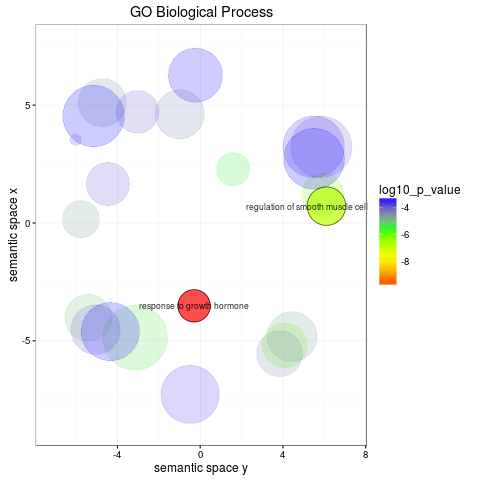 GO Biological Process
log10_p_value
-4
-6
-8
5
0
-5
semantic space x
regulation of smooth muscle cell
response to growth hormone
-4
0
4
8
semantic space y